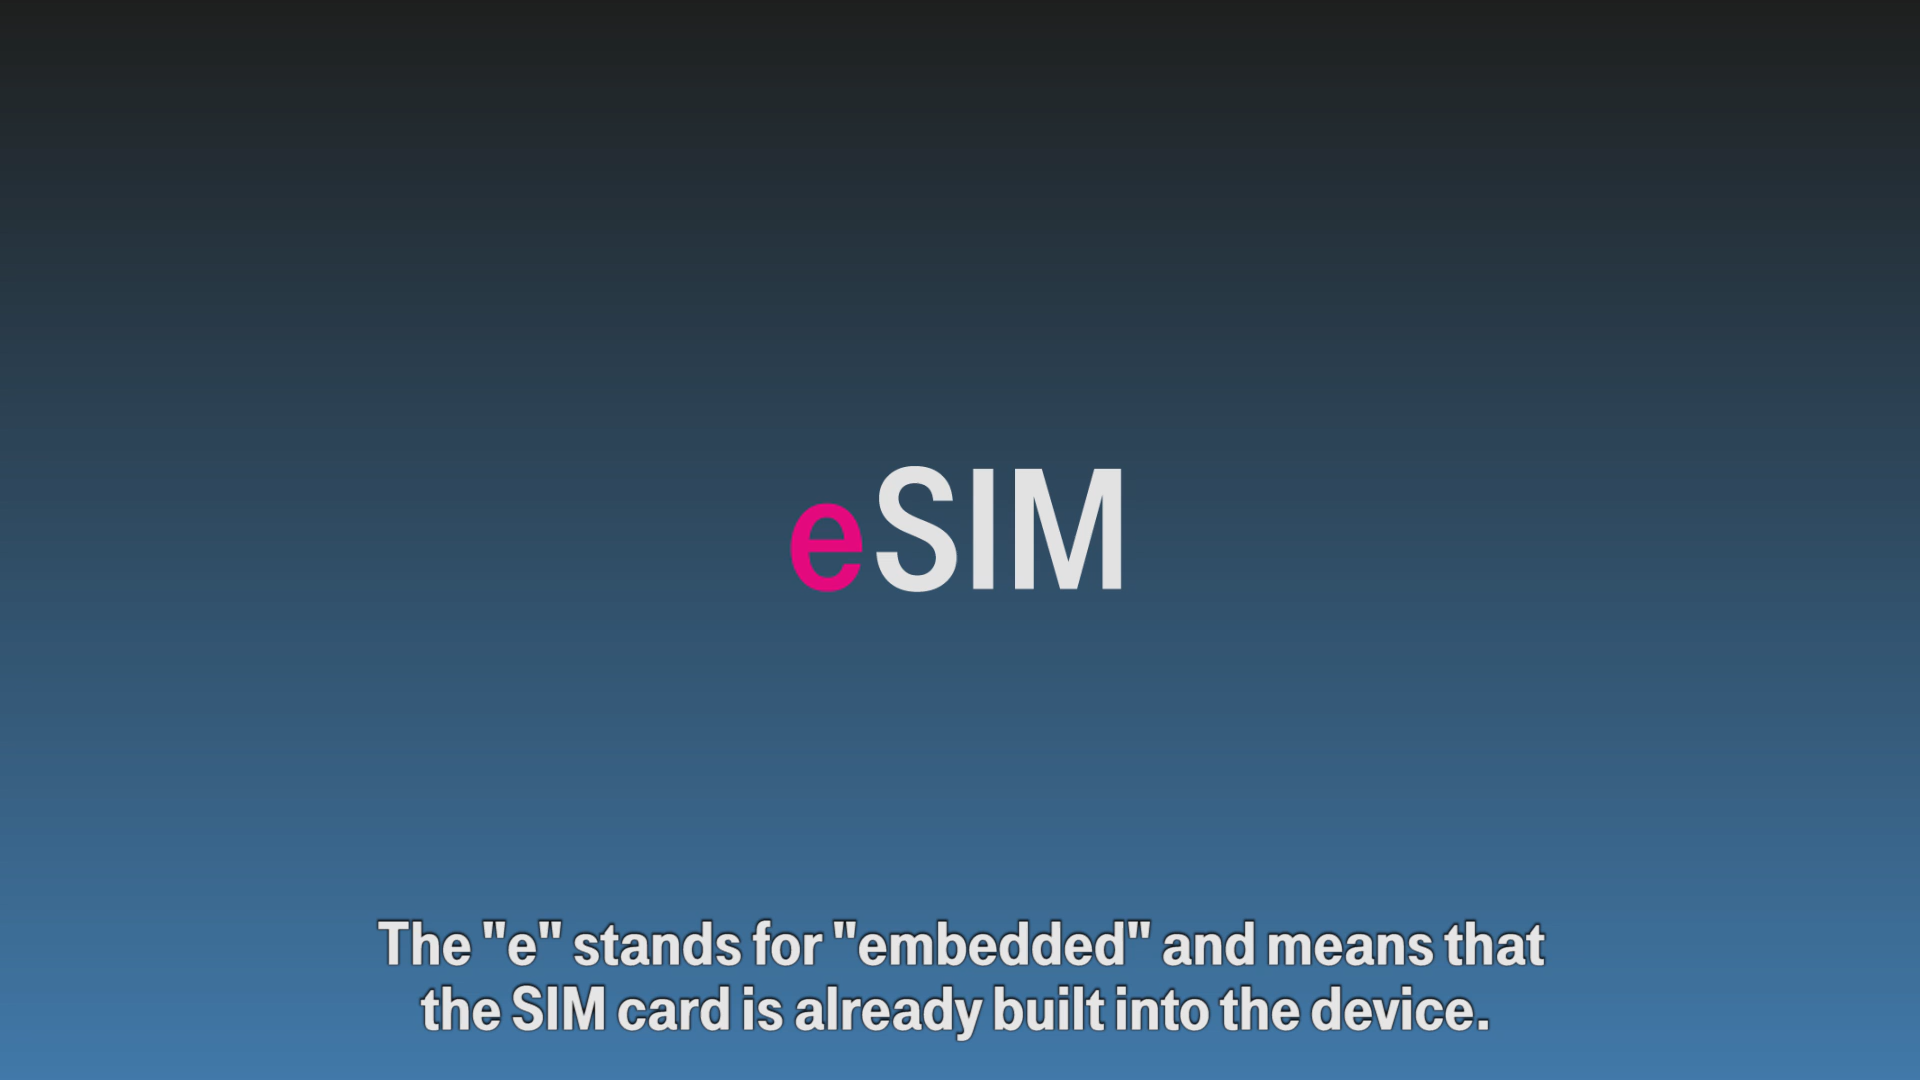 eSIM
The "e" stands for "embedded" and means that
the SIM card is already built into the device.